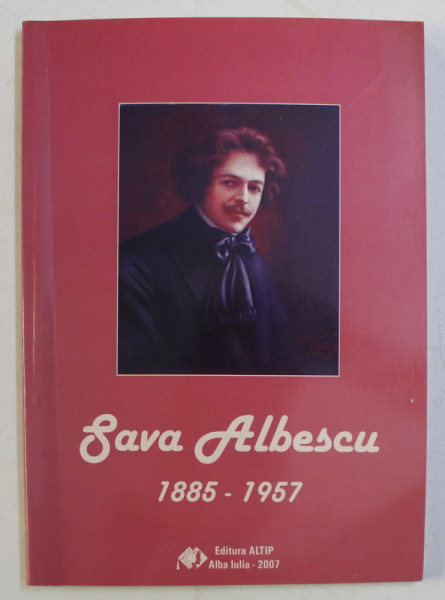 Sava Albescu
1885 - 1957
Editura ALTIP
Alba Iulia - 2007